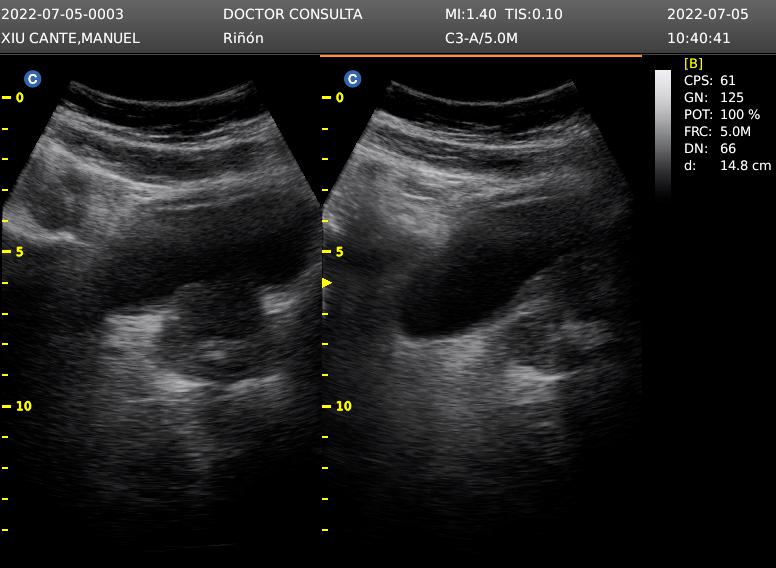 2022-07-05-0003 DOCTOR CONSULTA MI:1.40 TIS:0.10 2022-07-05
XIU CANTE,MANUEL Riñón C3-A/5.0M 10:40:41
[B]
CPS: 61
GN: 125
POT: 100 %
FRC: 5.0M
DN: 66
d: 14.8 cm
C
0
5
10
C
0
5
10